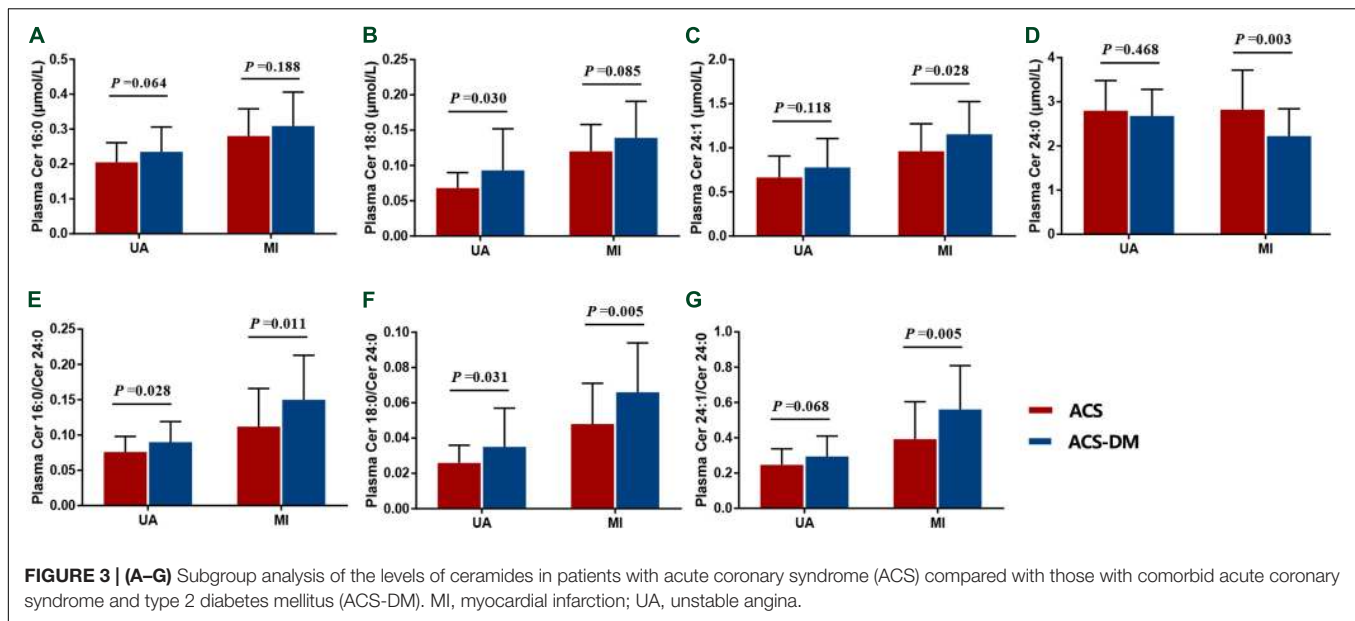 A
Plasma Cer 16:0 (µmol/L)
0.5
0.4
0.3
0.2
0.1
0.0
P =0.064
P =0.188
UA
MI
B
Plasma Cer 18:0 (µmol/L)
0.25
0.20
0.15
0.10
0.05
0.00
P =0.030
P =0.085
UA
MI
C
Plasma Cer 24:1 (µmol/L)
2.0
1.5
1.0
0.5
0.0
P =0.118
P =0.028
UA
MI
D
Plasma Cer 24:0 (µmol/L)
4
3
2
1
0
P =0.468
P =0.003
UA
MI
E
Plasma Cer 16:0/Cer 24:0
0.25
0.20
0.15
0.10
0.05
0.00
P =0.028
P =0.011
UA
MI
F
Plasma Cer 18:0/Cer 24:0
0.10
0.08
0.06
0.04
0.02
0.00
P =0.031
P =0.005
UA
MI
G
Plasma Cer 24:1/Cer 24:0
1.0
0.8
0.6
0.4
0.2
0.0
P =0.068
P =0.005
UA
MI
ACS
ACS-DM
FIGURE 3 | (A–G) Subgroup analysis of the levels of ceramides in patients with acute coronary syndrome (ACS) compared with those with comorbid acute coronary
syndrome and type 2 diabetes mellitus (ACS-DM). MI, myocardial infarction; UA, unstable angina.